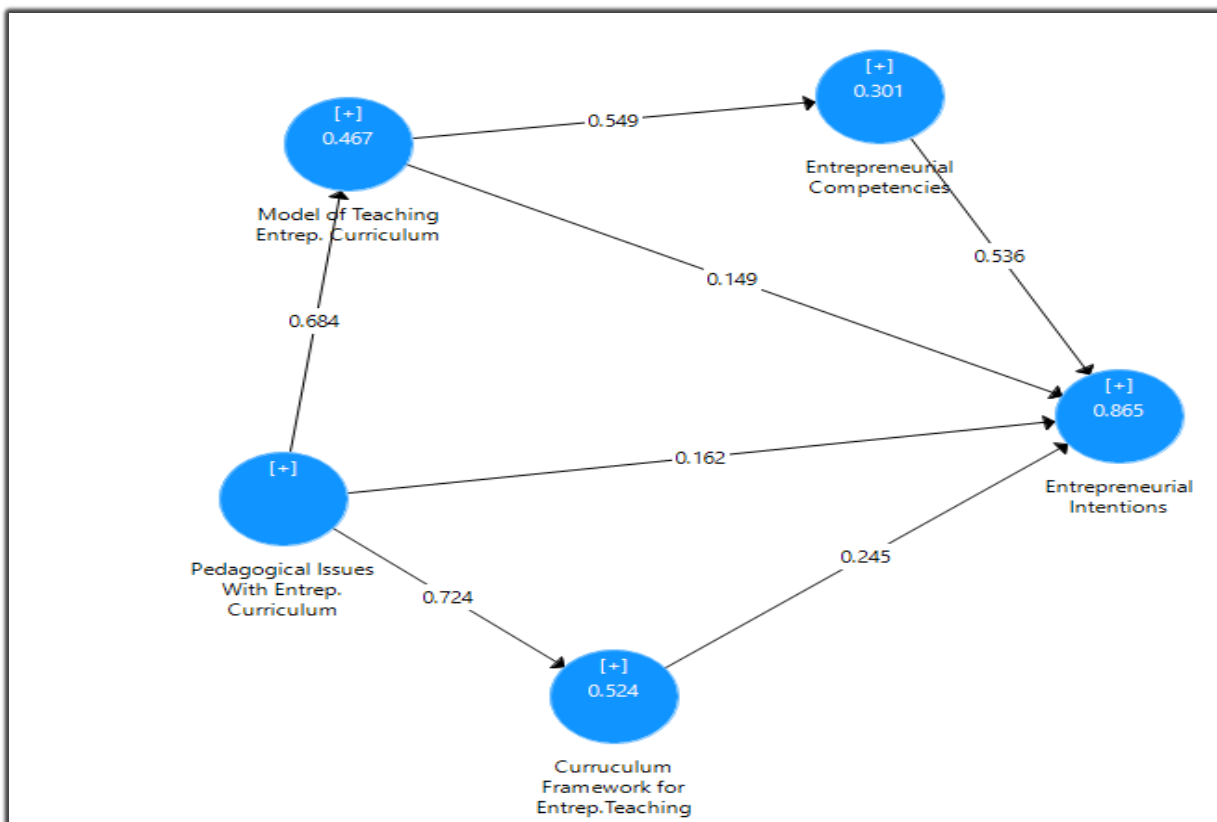 [+]
0.301
[+]
0.467
0.549
Entrepreneurial
Competencies
Model of Teaching
Entrep. Curriculum
0.536
0.149
0.684
[+]
0.865
0.162
[+]
Entrepreneurial
Intentions
0.245
Pedagogical Issues
With Entrep.
Curriculum
0.724
[+]
0.524
Curruculum
Framework for
Entrep.Teaching